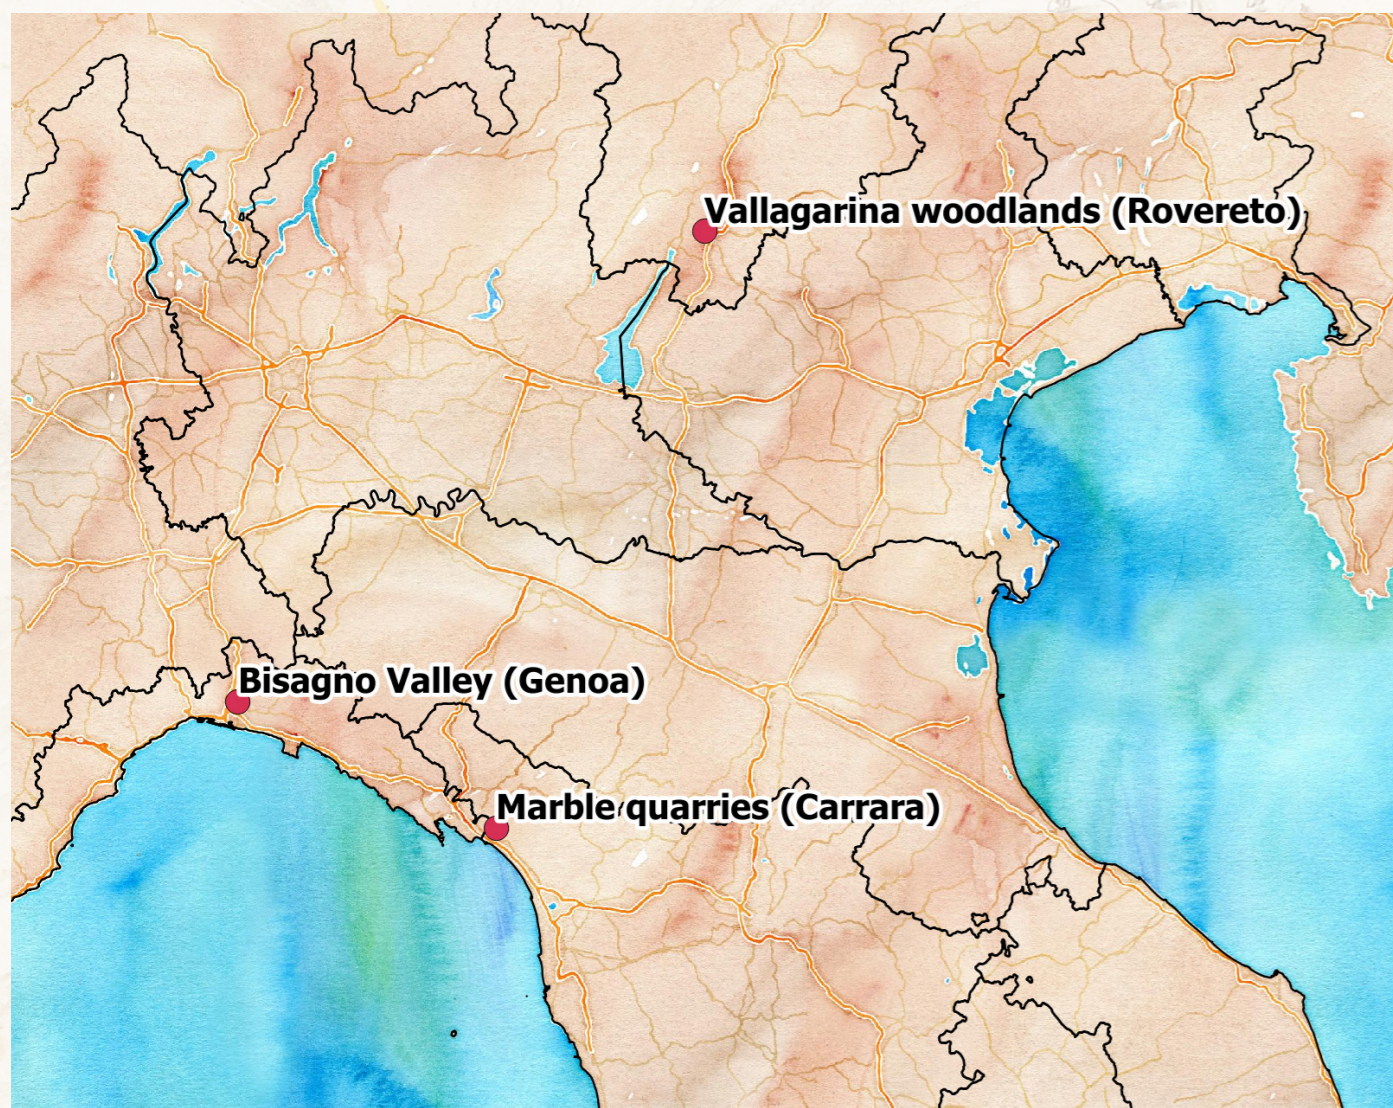 Vallagarina woodlands (Rovereto)
Bisagno Valley (Genoa)
Marble quarries (Carrara)